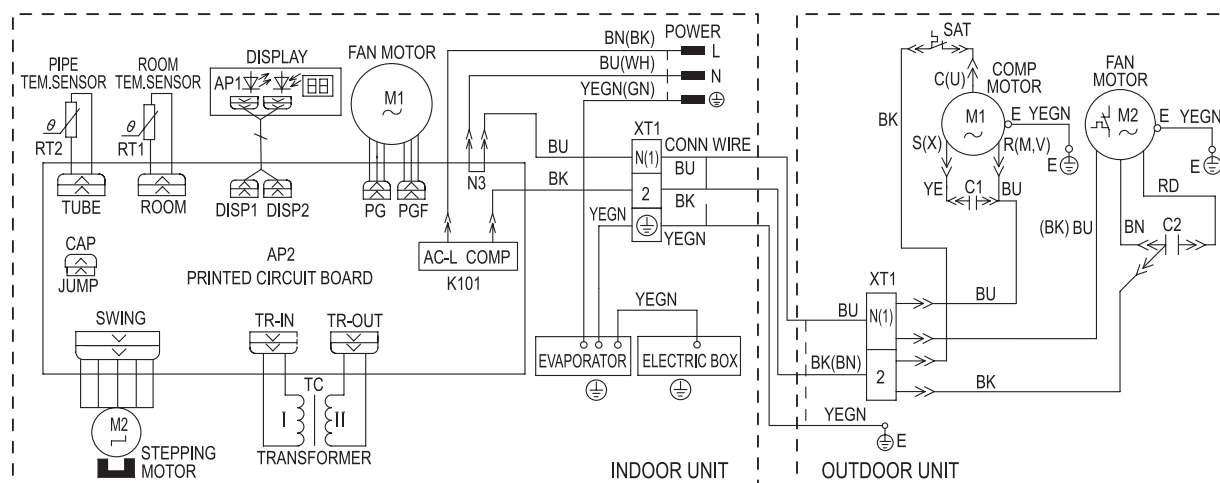 PIPE
TEM.SENSOR
θ
RT2
TUBE
ROOM
TEM.SENSOR
θ
RT1
ROOM
DISPLAY
AP1
DISP1 DISP2
FAN MOTOR
M1
~
PG PGF
N3
AC-L COMP
K101
BN(BK)
BU(WH)
YEGN(GN)
POWER
L
N
CAP
JUMP
AP2
PRINTED CIRCUIT BOARD
SWING
M2
STEPPING
MOTOR
TR-IN TR-OUT
TC
I II
TRANSFORMER
BU
BK
YEGN
XT1
N(1)
2
CONN WIRE
BU
BK
YEGN
YEGN
EVAPORATOR
ELECTRIC BOX
INDOOR UNIT
SAT
C(U)
COMP
MOTOR
M1
~
E YEGN
E
BK
S(X)
R(M,V)
YE C1 BU
FAN
MOTOR
M2
~
E YEGN
E
RD
(BK) BU
BN
C2
XT1
BU
N(1)
BU
BK(BN)
2
BK
YEGN
E
OUTDOOR UNIT